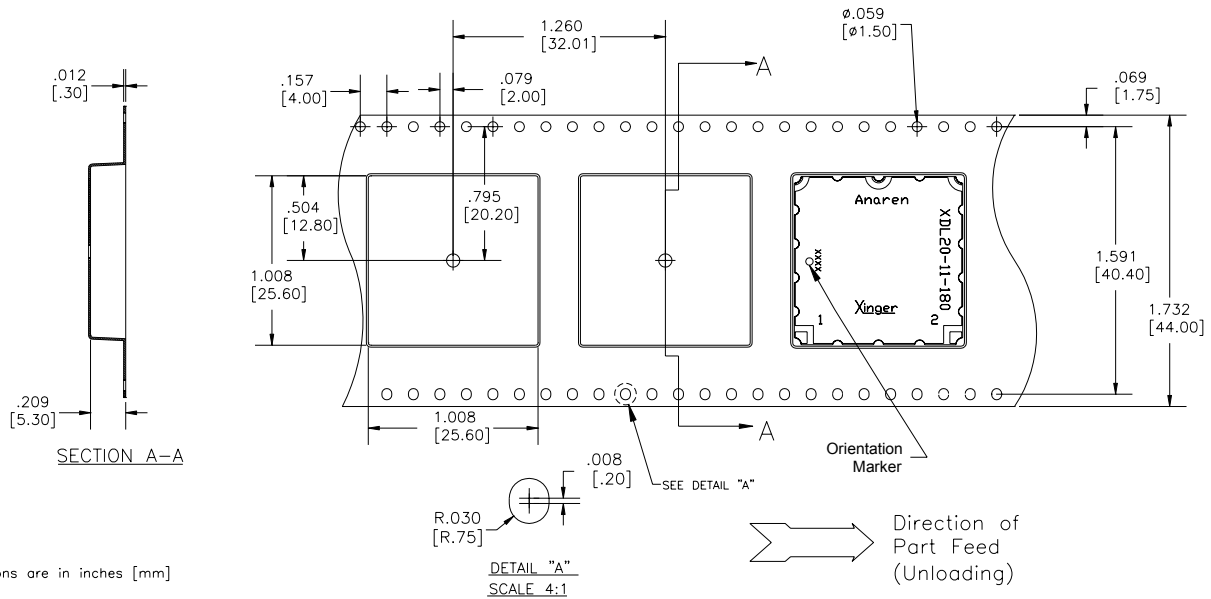 1.260
[32.01]
ø.059
[ø1.50]
.012
[.30]
.157
[4.00]
.079
[2.00]
A
.069
[1.75]
.504
[12.80]
.795
[20.20]
1.008
[25.60]
Anaren
XDL20-11-180
XXXX
Xinger
1
2
1.591
[40.40]
1.732
[44.00]
.209
[5.30]
SECTION A-A
1.008
[25.60]
A
Orientation
Marker
.008
[.20]
SEE DETAIL "A"
R.030
[R.75]
DETAIL "A"
SCALE 4:1
Direction of
Part Feed
(Unloading)
ons are in inches [mm]